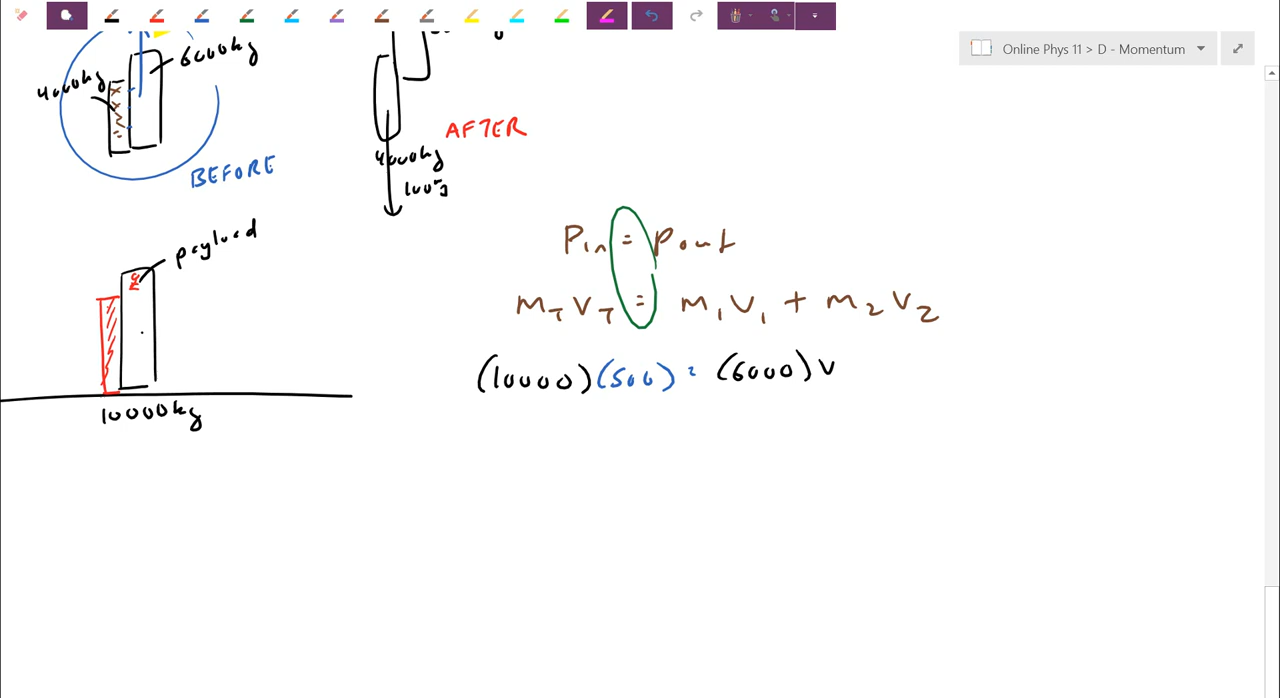 Online Phys 11 > D - Momentum
6000kg
4000kg
BEFORE
AFTER
4000kg
payload
10000kg
Pin = Pout
mTVT = m1V1 + m2V2
(10000)(500) = (6000)V